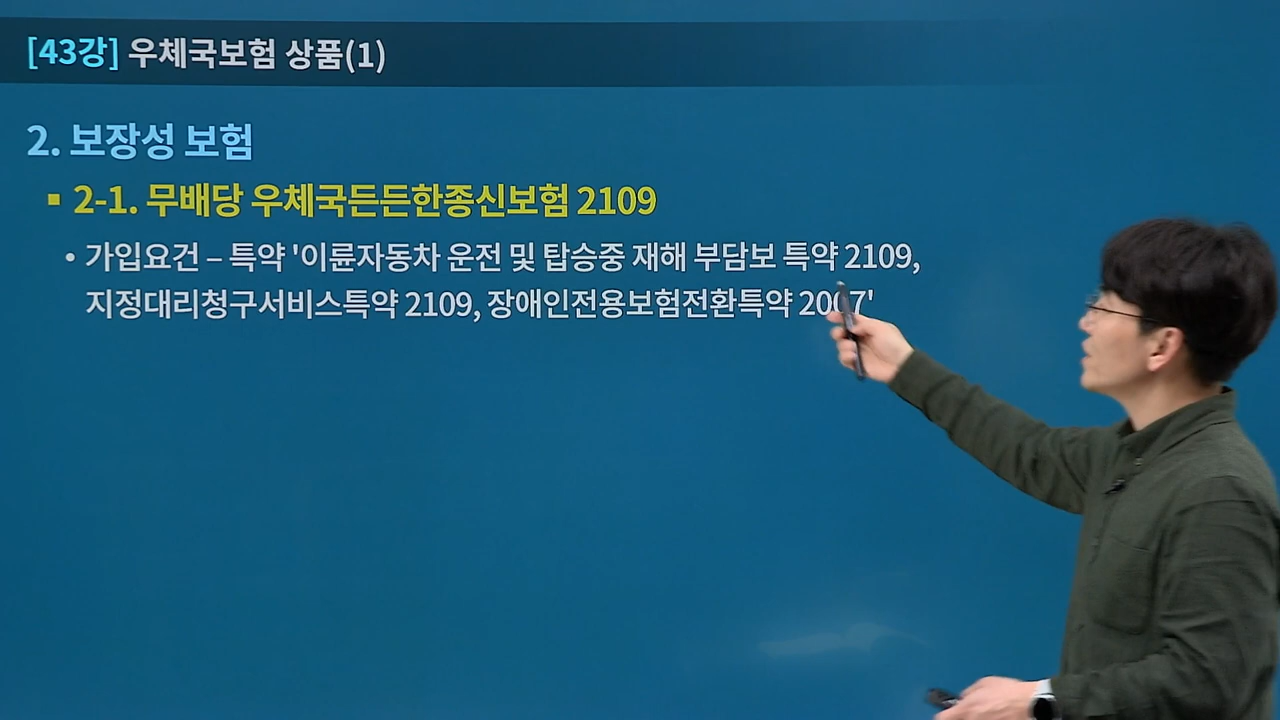 [43강] 우체국보험 상품(1)
2. 보장성 보험
▪ 2-1. 무배당 우체국든든한종신보험 2109
• 가입요건 – 특약 '이륜자동차 운전 및 탑승중 재해 부담보 특약 2109,
지정대리청구서비스특약 2109, 장애인전용보험전환특약 2007'